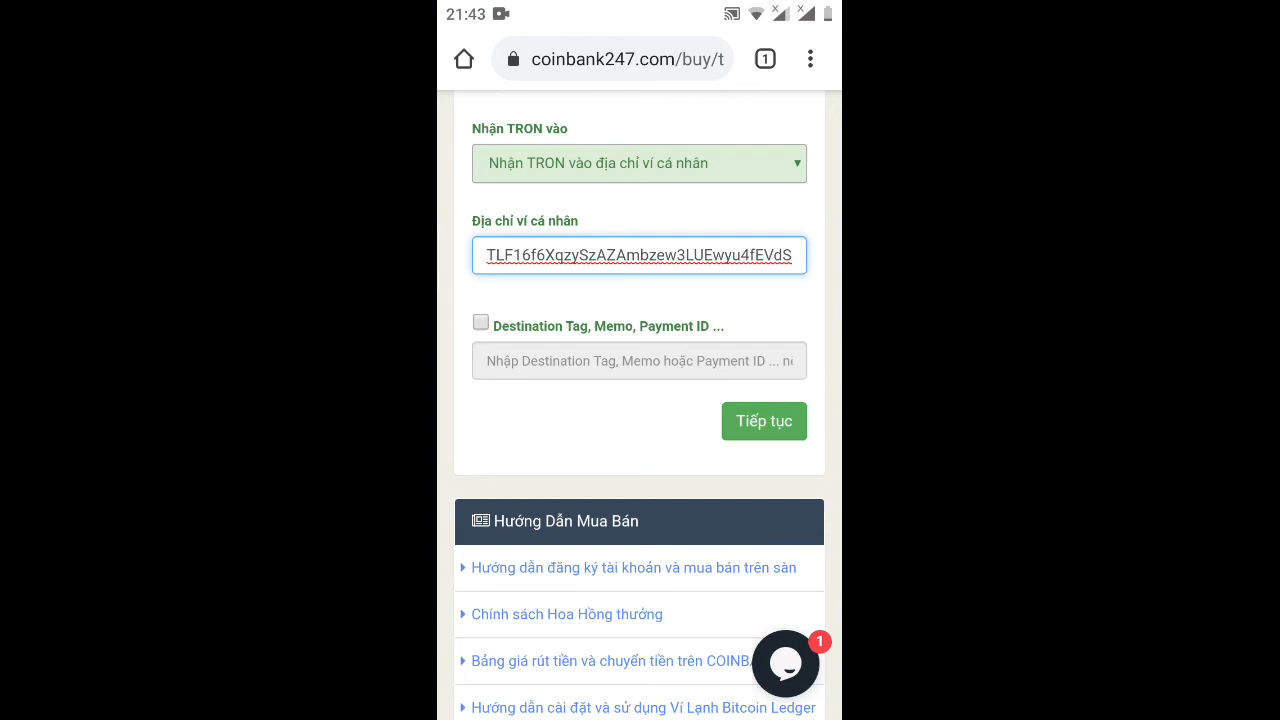 21:43
coinbank247.com/buy/t
1
Nhận TRON vào
Nhận TRON vào địa chỉ ví cá nhân
Địa chỉ ví cá nhân
TLF16f6XqzySzAZAmbzew3LUEwyu4fEVdS
Destination Tag, Memo, Payment ID ...
Nhập Destination Tag, Memo hoặc Payment ID ...
Tiếp tục
Hướng Dẫn Mua Bán
Hướng dẫn đăng ký tài khoản và mua bán trên sàn
Chính sách Hoa Hồng thưởng
1
Bảng giá rút tiền và chuyển tiền trên COINB
Hướng dẫn cài đặt và sử dụng Ví Lạnh Bitcoin Ledger